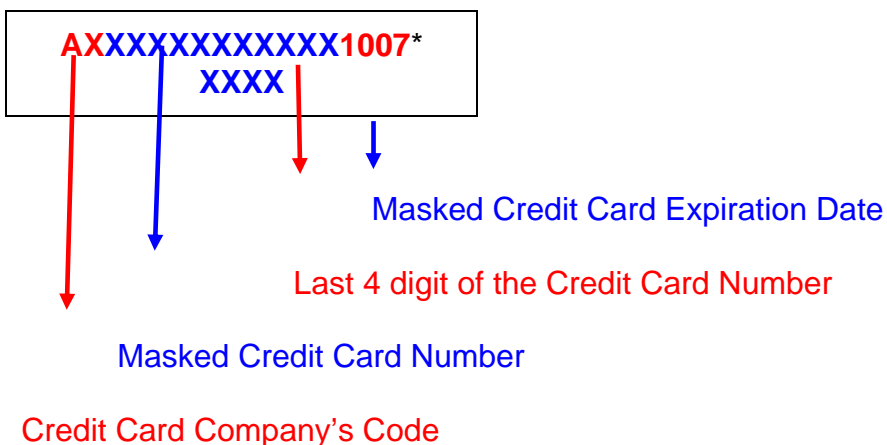 AXXXXXXXXXXXX1007*
XXXX
Masked Credit Card Expiration Date
Last 4 digit of the Credit Card Number
Masked Credit Card Number
Credit Card Company's Code